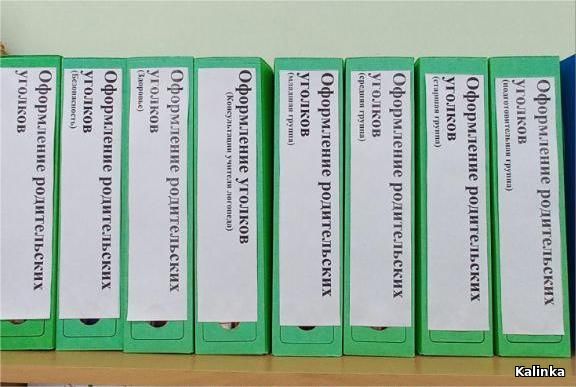 Оформление родительских
уголков
Оформление родительских
уголков
(Безопасность)
Оформление родительских
уголков
(Здоровье)
Оформление уголков
(Консультации учителя логопеда)
Оформление родительских
уголков
(младшая группа)
Оформление родительских
уголков
(средняя группа)
Оформление родительских
уголков
(старшая группа)
Оформление родительских
уголков
(подготовительная группа)
Kalinka